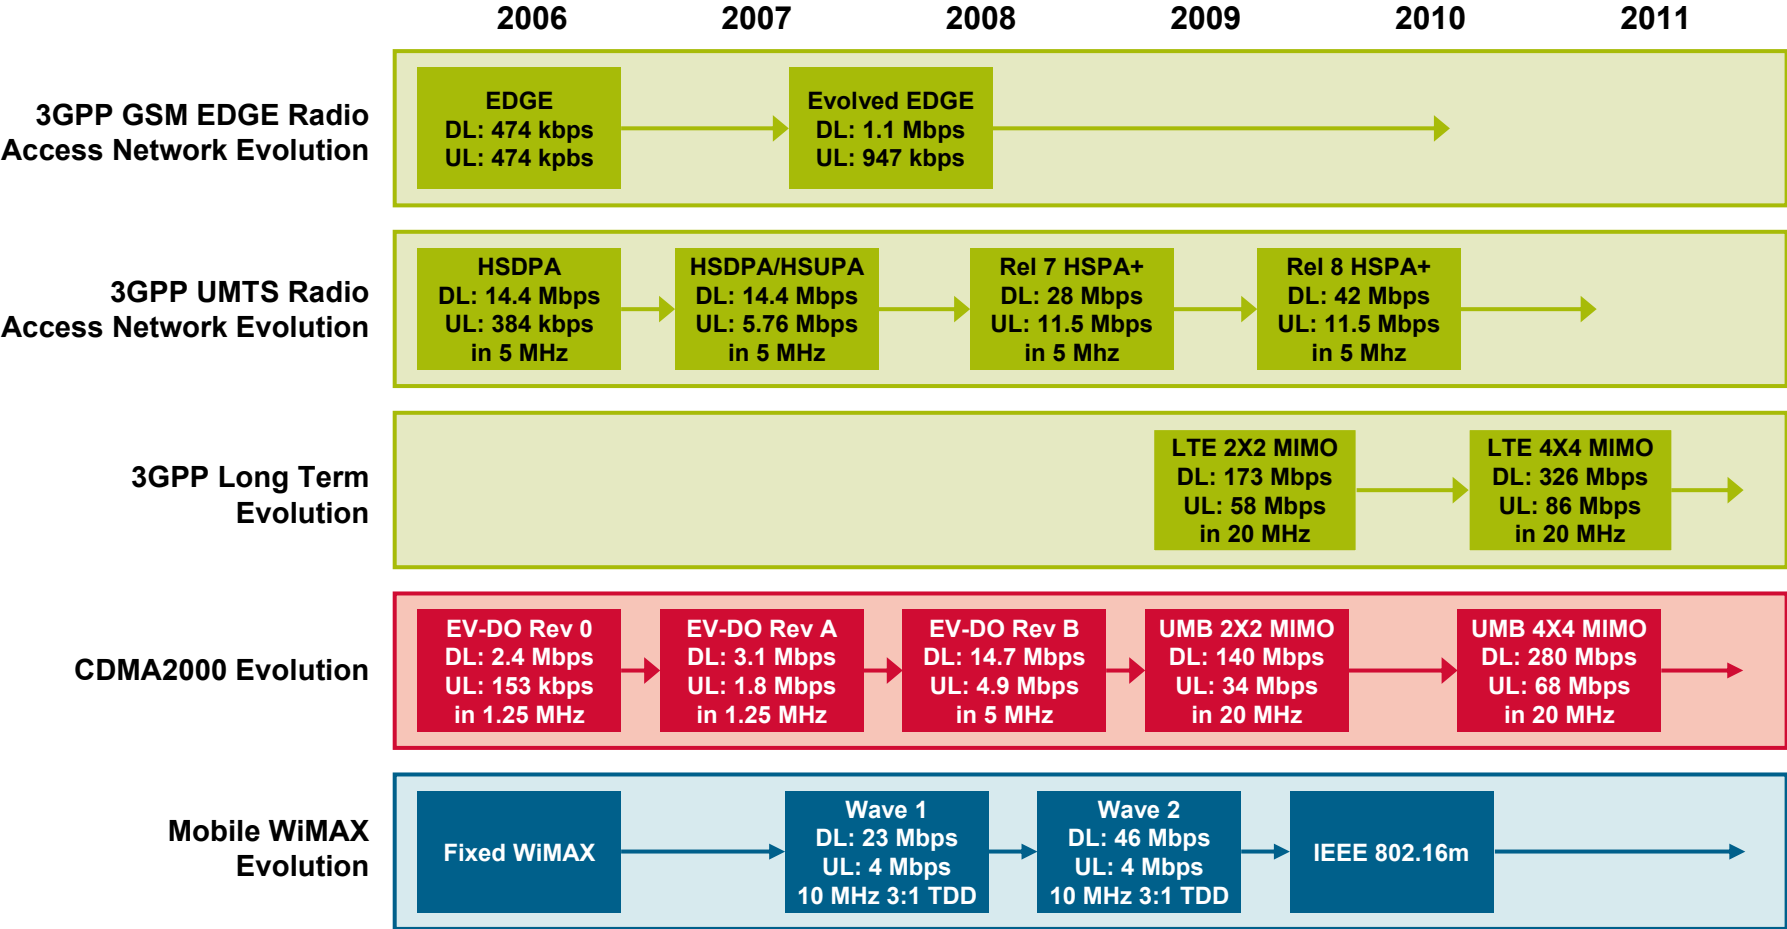 2006 2007 2008 2009 2010 2011
3GPP GSM EDGE Radio
Access Network Evolution
EDGE
DL: 474 kbps
UL: 474 kpbs
Evolved EDGE
DL: 1.1 Mbps
UL: 947 kbps
3GPP UMTS Radio
Access Network Evolution
HSDPA
DL: 14.4 Mbps
UL: 384 kbps
in 5 MHz
HSDPA/HSUPA
DL: 14.4 Mbps
UL: 5.76 Mbps
in 5 MHz
Rel 7 HSPA+
DL: 28 Mbps
UL: 11.5 Mbps
in 5 Mhz
Rel 8 HSPA+
DL: 42 Mbps
UL: 11.5 Mbps
in 5 Mhz
3GPP Long Term
Evolution
LTE 2X2 MIMO
DL: 173 Mbps
UL: 58 Mbps
in 20 MHz
LTE 4X4 MIMO
DL: 326 Mbps
UL: 86 Mbps
in 20 MHz
CDMA2000 Evolution
EV-DO Rev 0
DL: 2.4 Mbps
UL: 153 kbps
in 1.25 MHz
EV-DO Rev A
DL: 3.1 Mbps
UL: 1.8 Mbps
in 1.25 MHz
EV-DO Rev B
DL: 14.7 Mbps
UL: 4.9 Mbps
in 5 MHz
UMB 2X2 MIMO
DL: 140 Mbps
UL: 34 Mbps
in 20 MHz
UMB 4X4 MIMO
DL: 280 Mbps
UL: 68 Mbps
in 20 MHz
Mobile WiMAX
Evolution
Fixed WiMAX
Wave 1
DL: 23 Mbps
UL: 4 Mbps
10 MHz 3:1 TDD
Wave 2
DL: 46 Mbps
UL: 4 Mbps
10 MHz 3:1 TDD
IEEE 802.16m